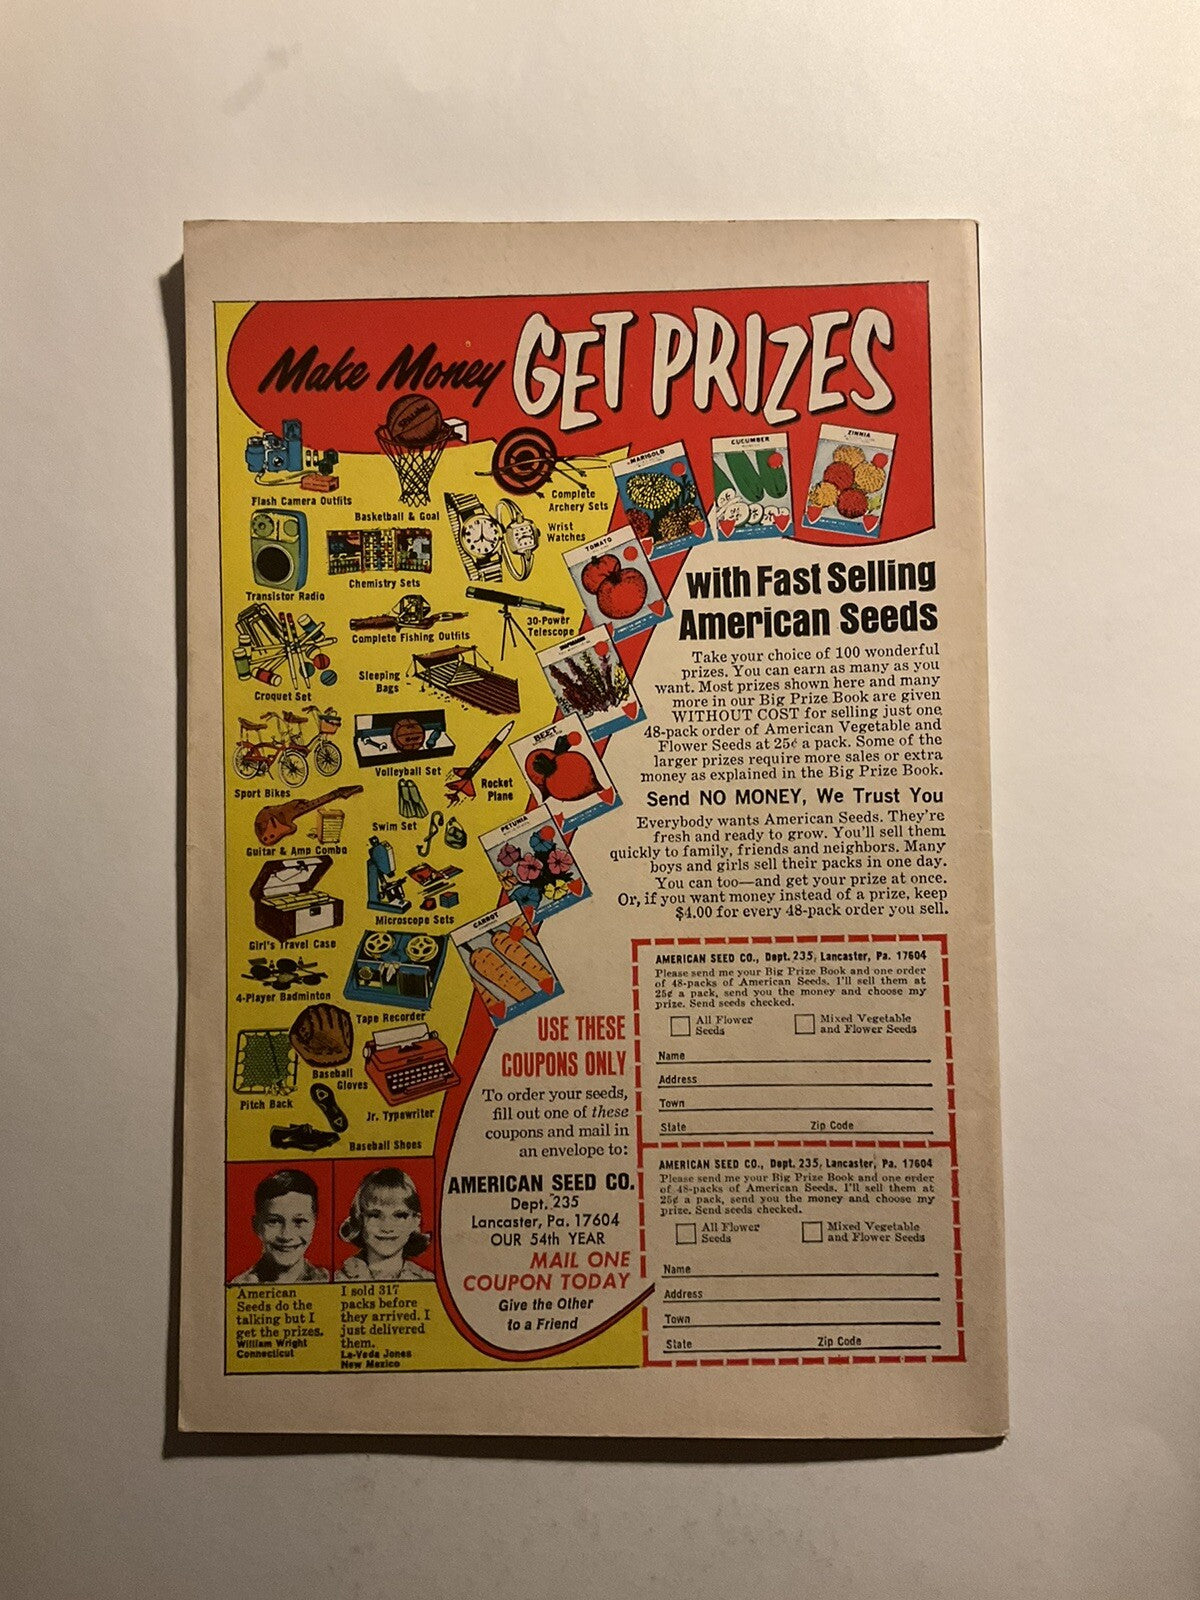 Make Money GET PRIZES
SPALDING
Flash Camera Outfits
Basketball & Goal
Complete
Archery Sets
Wrist
Watches
Transistor Radio
Chemistry Sets
Complete Fishing Outfits
30-Power
Telescope
Croquet Set
Sleeping
Bags
Sport Bikes
Volleyball Set
Rocket
Plane
Swim Set
Guitar & Amp Combo
Microscope Sets
Girl's Travel Case
4-Player Badminton
Tape Recorder
Baseball
Gloves
Pitch Back
Jr. Typewriter
Baseball Shoes
MARIGOLD
CUCUMBER
ZINNIA
TOMATO
BEET
PETUNIA
CARROT
with Fast Selling
American Seeds
Take your choice of 100 wonderful
prizes. You can earn as many as you
want. Most prizes shown here and many
more in our Big Prize Book are given
WITHOUT COST for selling just one
48-pack order of American Vegetable and
Flower Seeds at 25¢ a pack. Some of the
larger prizes require more sales or extra
money as explained in the Big Prize Book.
Send NO MONEY, We Trust You
Everybody wants American Seeds. They're
fresh and ready to grow. You'll sell them
quickly to family, friends and neighbors. Many
boys and girls sell their packs in one day.
You can too—and get your prize at once.
Or, if you want money instead of a prize, keep
$4.00 for every 48-pack order you sell.
USE THESE
COUPONS ONLY
To order your seeds,
fill out one of these
coupons and mail in
an envelope to:
AMERICAN SEED CO.
Dept. 235
Lancaster, Pa. 17604
OUR 54th YEAR
MAIL ONE
COUPON TODAY
Give the Other
to a Friend
American
Seeds do the
talking but I
get the prizes.
William Wright
Connecticut
I sold 317
packs before
they arrived. I
just delivered
them.
La-Veda Jones
New Mexico
AMERICAN SEED CO., Dept. 235, Lancaster, Pa. 17604
Please send me your Big Prize Book and one order
of 48-packs of American Seeds. I'll sell them at
25¢ a pack, send you the money and choose my
prize. Send seeds checked.
All Flower
Seeds
Mixed Vegetable
and Flower Seeds
Name
Address
Town
State Zip Code
AMERICAN SEED CO., Dept. 235, Lancaster, Pa. 17604
Please send me your Big Prize Book and one order
of 48-packs of American Seeds. I'll sell them at
25¢ a pack, send you the money and choose my
prize. Send seeds checked.
All Flower
Seeds
Mixed Vegetable
and Flower Seeds
Name
Address
Town
State Zip Code